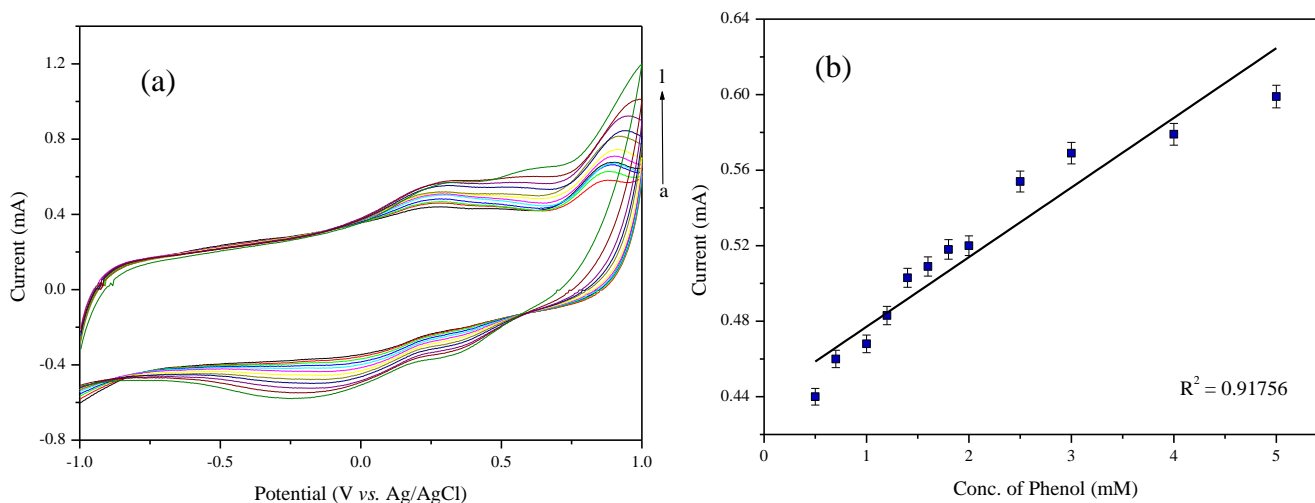 (a)
l
a
1.2
0.8
0.4
0.0
-0.4
-0.8
Current (mA)
-1.0
-0.5
0.0
0.5
1.0
Potential (V vs. Ag/AgCl)
(b)
0.64
0.60
0.56
0.52
0.48
0.44
Current (mA)
R² = 0.91756
0
1
2
3
4
5
Conc. of Phenol (mM)